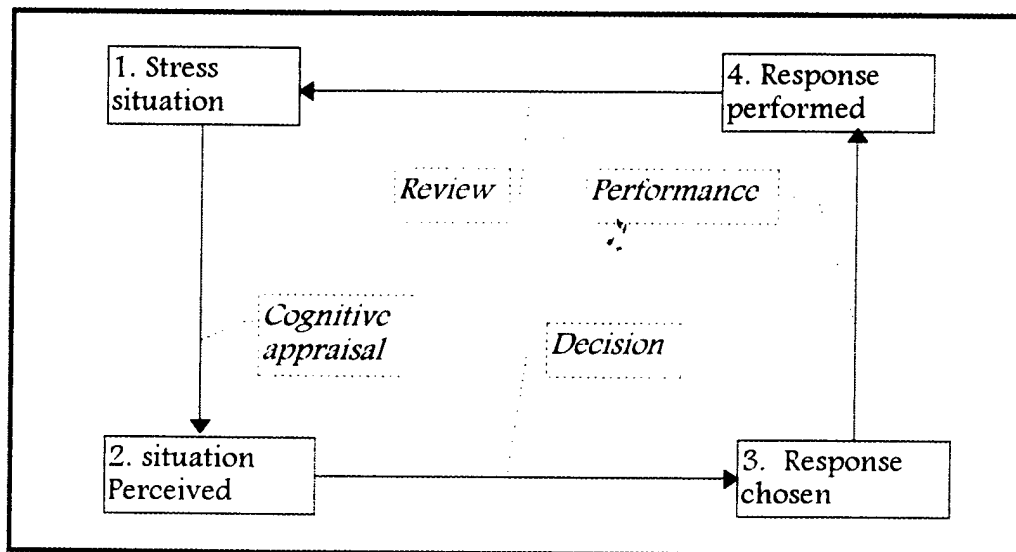 1. Stress
situation
4. Response
performed
Review
Performance
Cognitive
appraisal
Decision
2. situation
Perceived
3. Response
chosen